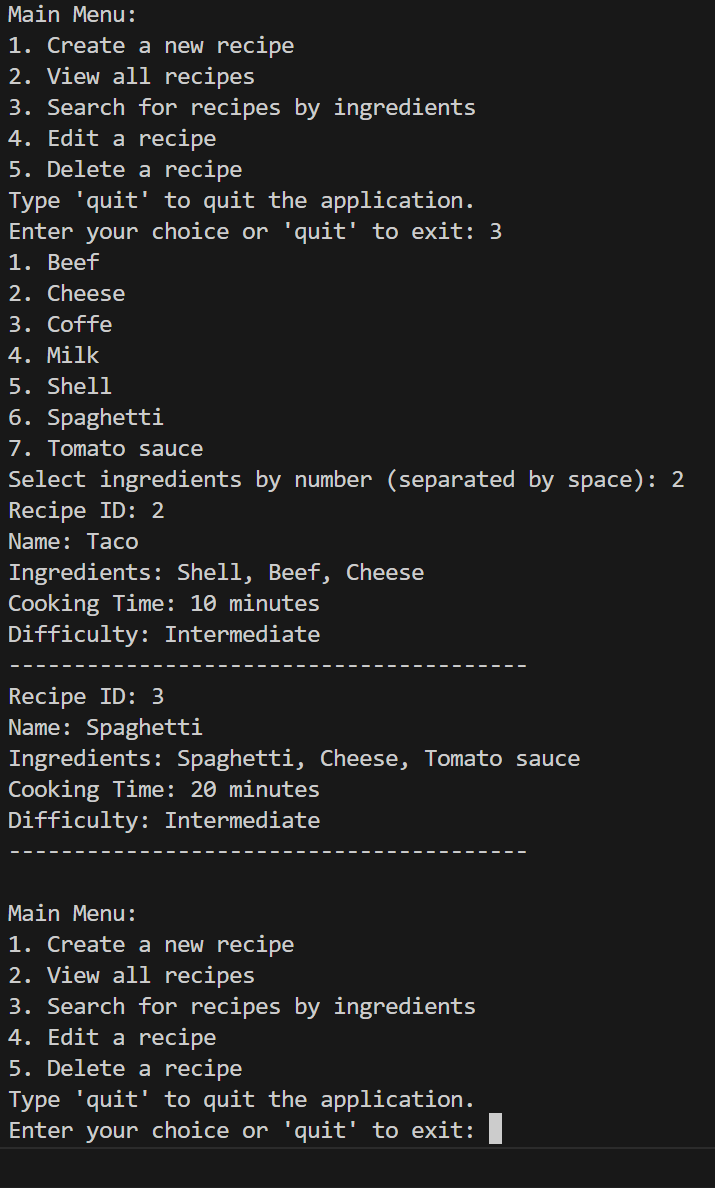 Main Menu:
1. Create a new recipe
2. View all recipes
3. Search for recipes by ingredients
4. Edit a recipe
5. Delete a recipe
Type 'quit' to quit the application.
Enter your choice or 'quit' to exit: 3
1. Beef
2. Cheese
3. Coffe
4. Milk
5. Shell
6. Spaghetti
7. Tomato sauce
Select ingredients by number (separated by space): 2
Recipe ID: 2
Name: Taco
Ingredients: Shell, Beef, Cheese
Cooking Time: 10 minutes
Difficulty: Intermediate
----------------------------------------
Recipe ID: 3
Name: Spaghetti
Ingredients: Spaghetti, Cheese, Tomato sauce
Cooking Time: 20 minutes
Difficulty: Intermediate
----------------------------------------
Main Menu:
1. Create a new recipe
2. View all recipes
3. Search for recipes by ingredients
4. Edit a recipe
5. Delete a recipe
Type 'quit' to quit the application.
Enter your choice or 'quit' to exit: